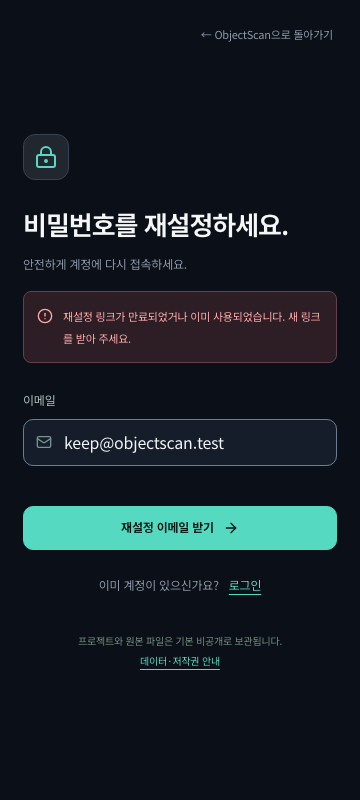 ← ObjectScan으로 돌아가기
비밀번호를 재설정하세요.
안전하게 계정에 다시 접속하세요.
재설정 링크가 만료되었거나 이미 사용되었습니다. 새 링크
를 받아 주세요.
이메일
keep@objectscan.test
재설정 이메일 받기 →
이미 계정이 있으신가요? 로그인
프로젝트와 원본 파일은 기본 비공개로 보관됩니다.
데이터·저작권 안내